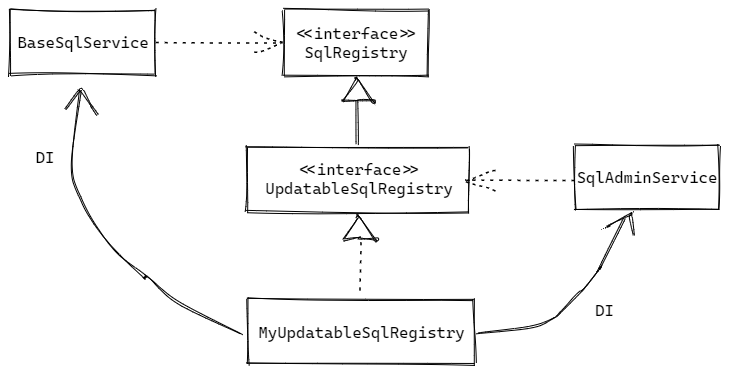 BaseSqlService
<<interface>>
SqlRegistry
DI
<<interface>>
UpdatableSqlRegistry
SqlAdminService
MyUpdatableSqlRegistry
DI